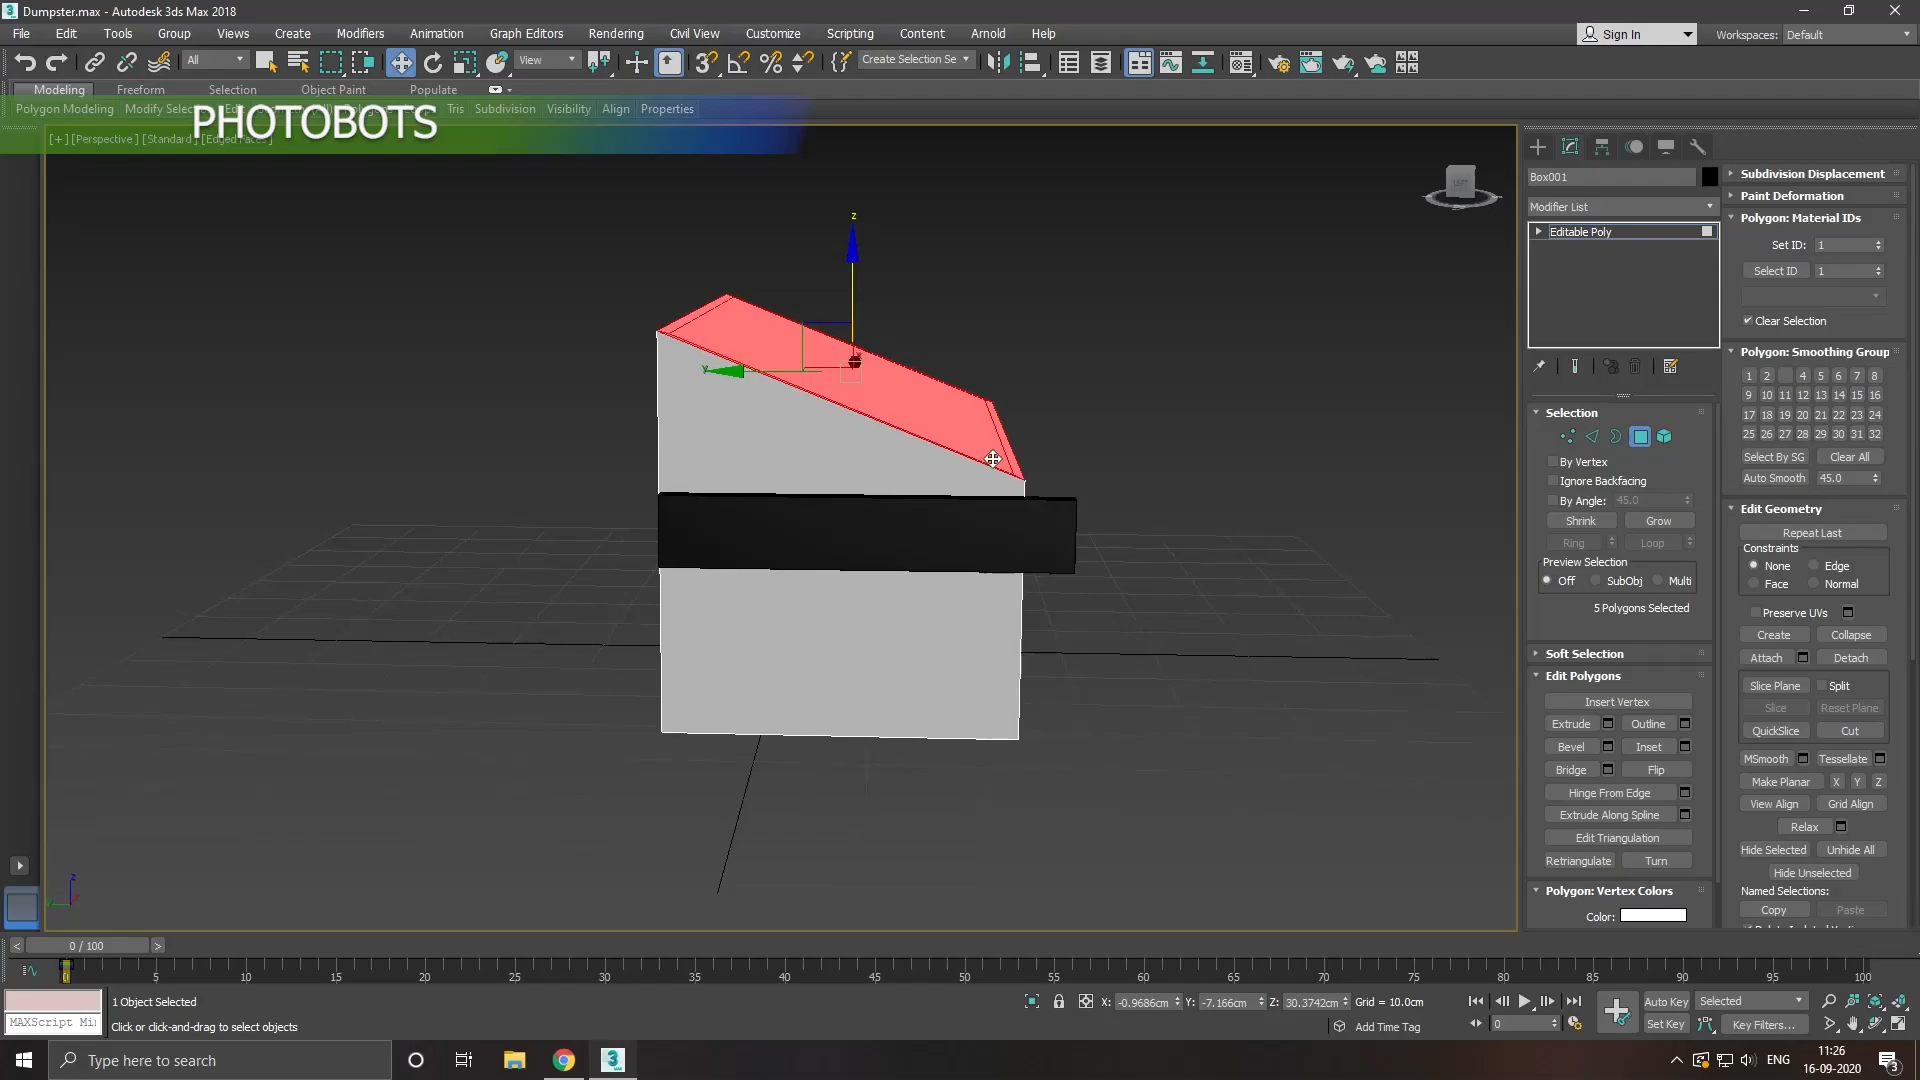 Dumpster.max - Autodesk 3ds Max 2018
File Edit Tools Group Views Create Modifiers Animation Graph Editors Rendering Civil View Customize Scripting Content Arnold Help
Sign In Workspaces: Default
All View Create Selection Se
Modeling Freeform Selection Object Paint Populate
Polygon Modeling Modify Selec Edit Tris Subdivision Visibility Align Properties
PHOTOBOTS
[+] [Perspective] [Standard] [Edged Faces]
z
y
Box001
Modifier List
Editable Poly
Selection
By Vertex
Ignore Backfacing
By Angle: 45.0
Shrink Grow
Ring Loop
Preview Selection
Off SubObj Multi
5 Polygons Selected
Soft Selection
Edit Polygons
Insert Vertex
Extrude Outline
Bevel Inset
Bridge Flip
Hinge From Edge
Extrude Along Spline
Edit Triangulation
Retriangulate Turn
Polygon: Vertex Colors
Color:
Subdivision Displacement
Paint Deformation
Polygon: Material IDs
Set ID: 1
Select ID 1
Clear Selection
Polygon: Smoothing Group
1 2 4 5 6 7 8
9 10 11 12 13 14 15 16
17 18 19 20 21 22 23 24
25 26 27 28 29 30 31 32
Select By SG Clear All
Auto Smooth 45.0
Edit Geometry
Repeat Last
Constraints
None Edge
Face Normal
Preserve UVs
Create Collapse
Attach Detach
Slice Plane Split
Slice Reset Plane
QuickSlice Cut
MSmooth Tessellate
Make Planar X Y Z
View Align Grid Align
Relax
Hide Selected Unhide All
Hide Unselected
Named Selections:
Copy Paste
z
0 / 100
0 5 10 15 20 25 30 35 40 45 50 55 60 65 70 75 80 85 90 95 100
1 Object Selected X: -0.9686cm Y: -7.166cm Z: 30.3742cm Grid = 10.0cm Auto Key Selected
MAXScript Mi Click or click-and-drag to select objects Add Time Tag 0 Set Key Key Filters...
Type here to search
ENG
11:26
16-09-2020
3